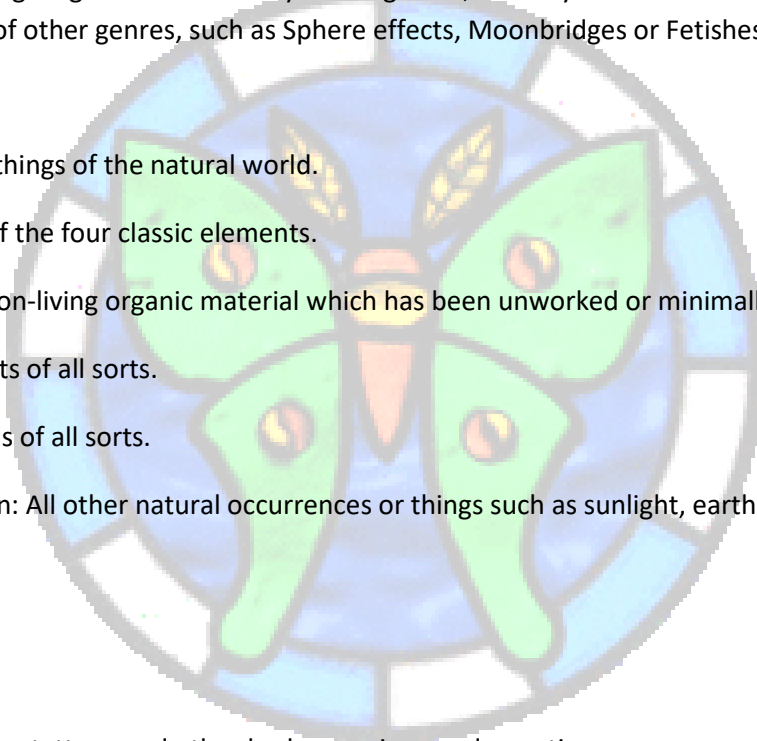 of other genres, such as Sphere effects, Moonbridges or Fetishes
things of the natural world.
f the four classic elements.
on-living organic material which has been unworked or minimal
ts of all sorts.
s of all sorts.
n: All other natural occurrences or things such as sunlight, earth